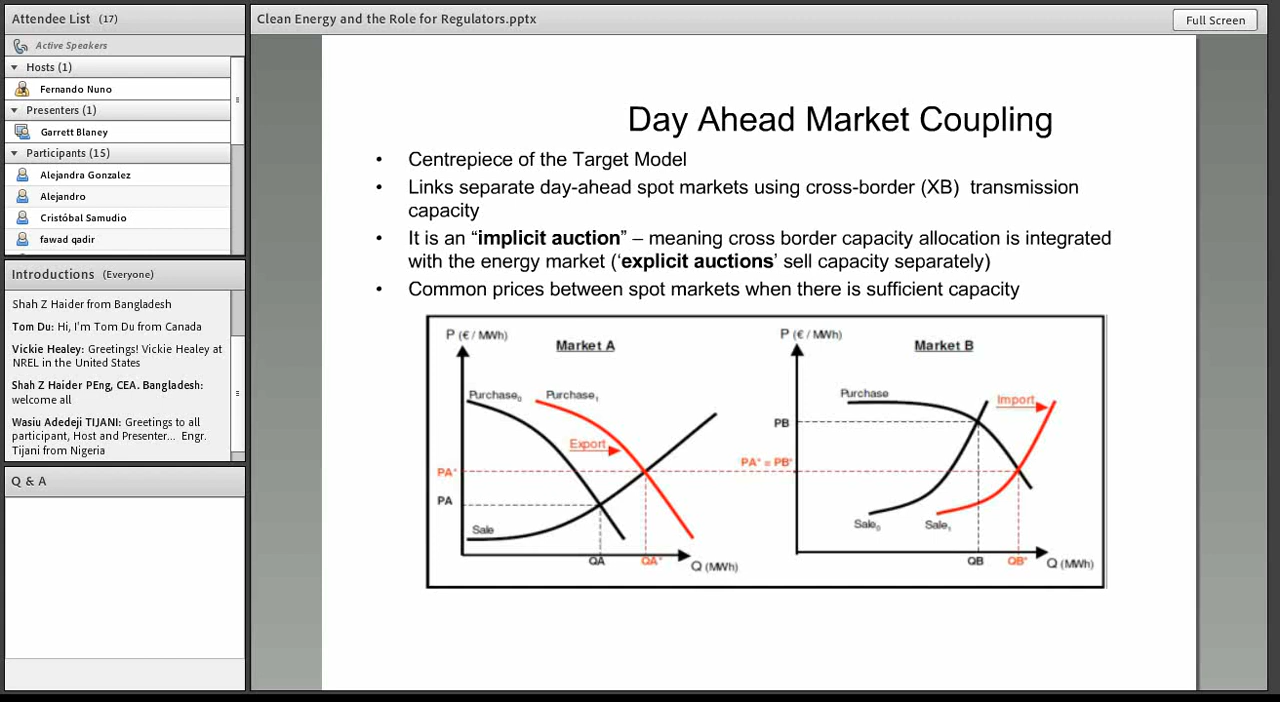 Attendee List (17)
Active Speakers
Hosts (1)
Fernando Nuno
Presenters (1)
Garrett Blaney
Participants (15)
Alejandra Gonzalez
Alejandro
Cristóbal Samudio
fawad qadir
Introductions (Everyone)
Shah Z Haider from Bangladesh
Tom Du: Hi, I'm Tom Du from Canada
Vickie Healey: Greetings! Vickie Healey at
NREL in the United States
Shah Z Haider PEng, CEA. Bangladesh:
welcome all
Wasiu Adedeji TIJANI: Greetings to all
participant, Host and Presenter... Engr.
Tijani from Nigeria
Q & A
Clean Energy and the Role for Regulators.pptx
Full Screen
Day Ahead Market Coupling
• Centrepiece of the Target Model
• Links separate day-ahead spot markets using cross-border (XB) transmission
capacity
• It is an “implicit auction” – meaning cross border capacity allocation is integrated
with the energy market (‘explicit auctions’ sell capacity separately)
• Common prices between spot markets when there is sufficient capacity
P (€ / MWh)
Market A
Purchase₀
Purchase₁
Export
PA*
PA
Sale
QA
QA*
Q (MWh)
P (€ / MWh)
Market B
Purchase
Import
PB
PA* = PB*
Sale₀
Sale₁
QB
QB*
Q (MWh)